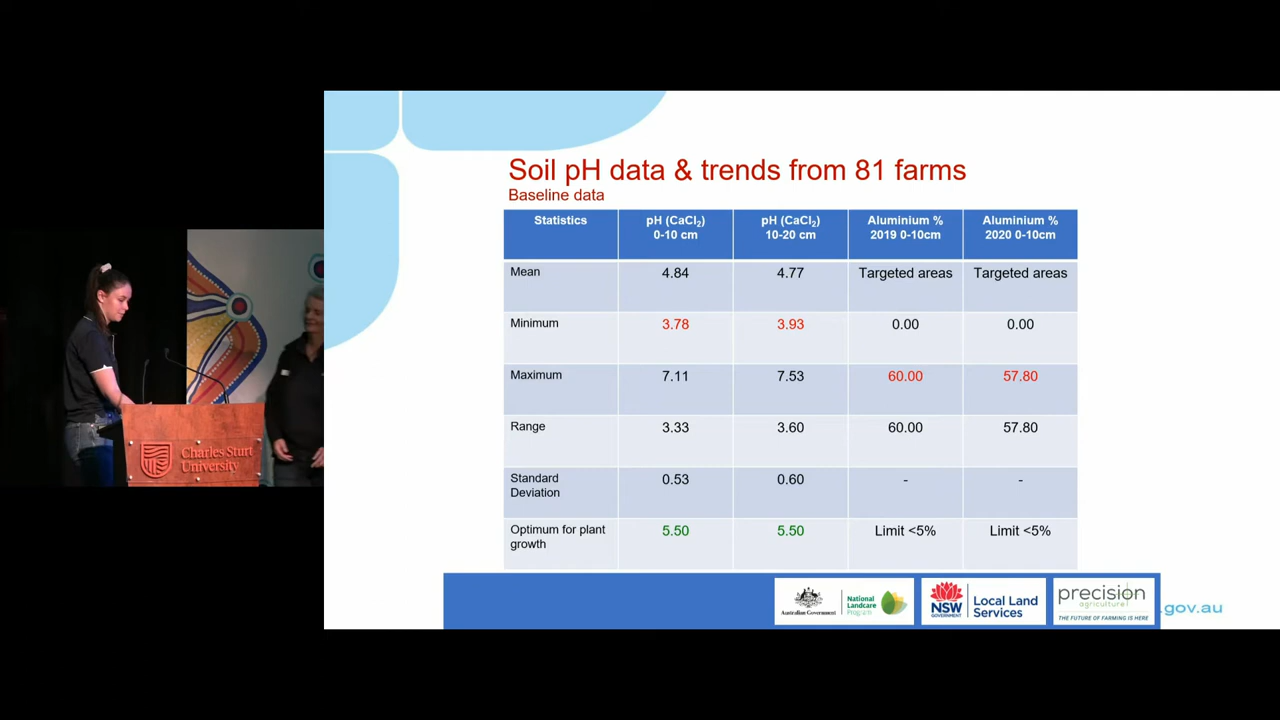 Soil pH data & trends from 81 farms
Baseline data
Statistics
pH (CaCl2)
0-10 cm
pH (CaCl2)
10-20 cm
Aluminium %
2019 0-10cm
Aluminium %
2020 0-10cm
Mean
4.84
4.77
Targeted areas
Targeted areas
Minimum
3.78
3.93
0.00
0.00
Maximum
7.11
7.53
60.00
57.80
Range
3.33
3.60
60.00
57.80
Standard
Deviation
0.53
0.60
-
-
Optimum for plant
growth
5.50
5.50
Limit <5%
Limit <5%
Charles Sturt
University
Australian Government
National
Landcare
Program
NSW
GOVERNMENT
Local Land
Services
precision
agriculture
THE FUTURE OF FARMING IS HERE
.gov.au